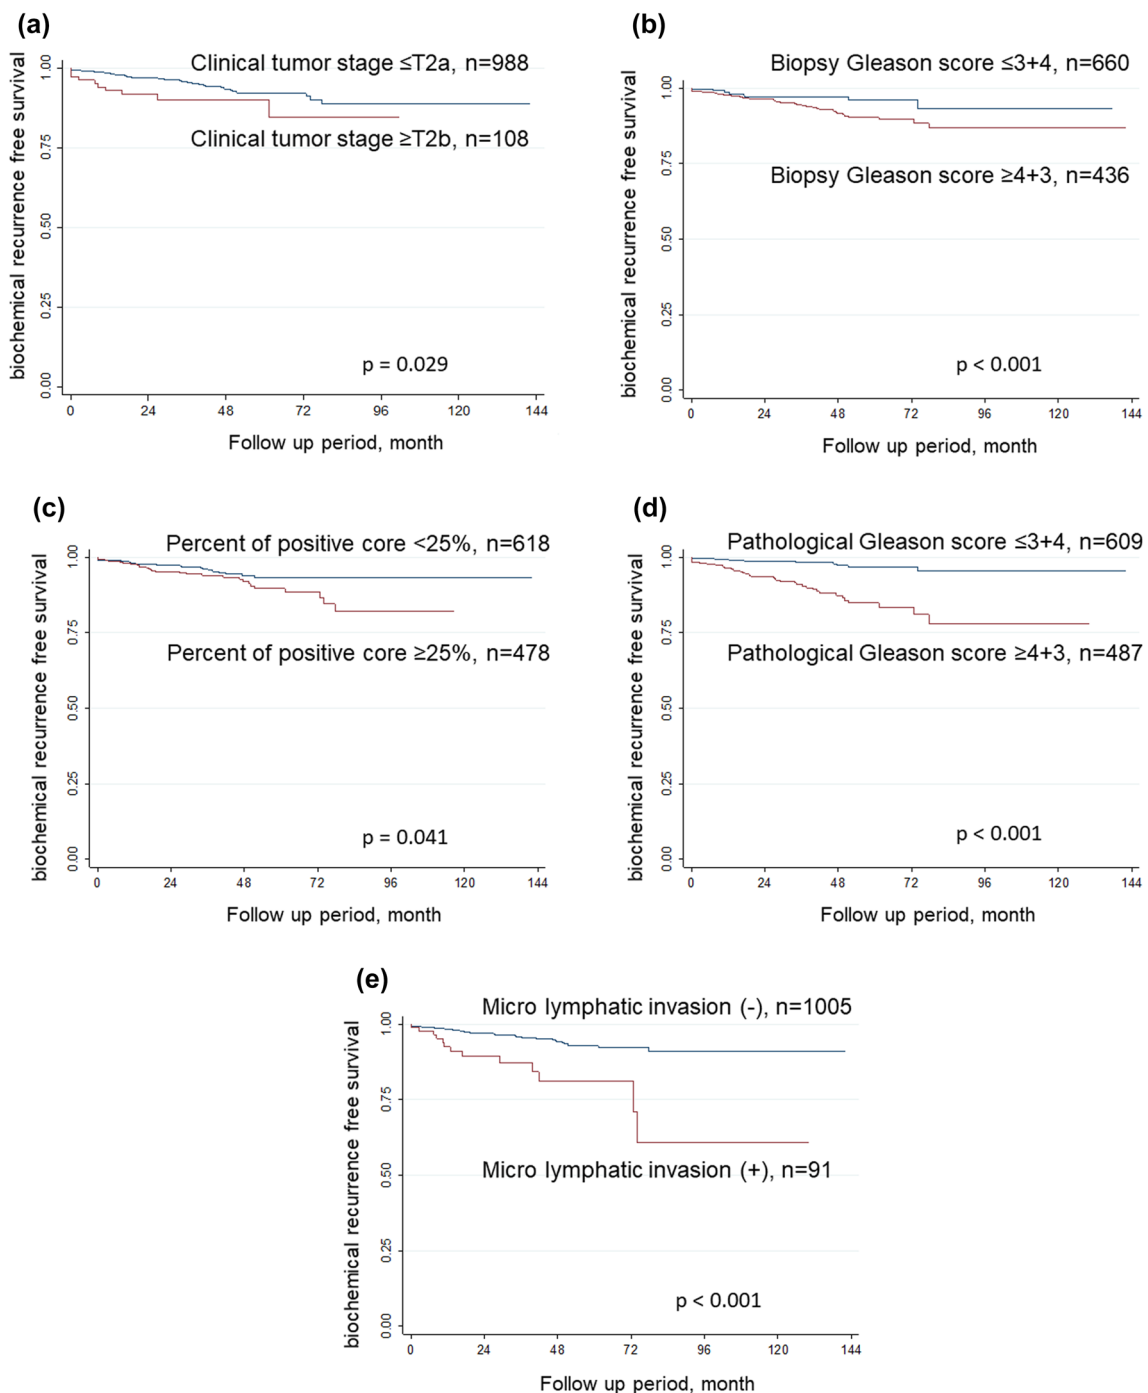 (a)
Clinical tumor stage ≤T2a, n=988
Clinical tumor stage ≥T2b, n=108
biochemical recurrence free survival
1.00
0.75
0.50
0.25
0.00
p = 0.029
0 24 48 72 96 120 144
Follow up period, month
(b)
Biopsy Gleason score ≤3+4, n=660
Biopsy Gleason score ≥4+3, n=436
biochemical recurrence free survival
1.00
0.75
0.50
0.25
0.00
p < 0.001
0 24 48 72 96 120 144
Follow up period, month
(c)
Percent of positive core <25%, n=618
Percent of positive core ≥25%, n=478
biochemical recurrence free survival
1.00
0.75
0.50
0.25
0.00
p = 0.041
0 24 48 72 96 120 144
Follow up period, month
(d)
Pathological Gleason score ≤3+4, n=609
Pathological Gleason score ≥4+3, n=487
biochemical recurrence free survival
1.00
0.75
0.50
0.25
0.00
p < 0.001
0 24 48 72 96 120 144
Follow up period, month
(e)
Micro lymphatic invasion (-), n=1005
Micro lymphatic invasion (+), n=91
biochemical recurrence free survival
1.00
0.75
0.50
0.25
0.00
p < 0.001
0 24 48 72 96 120 144
Follow up period, month